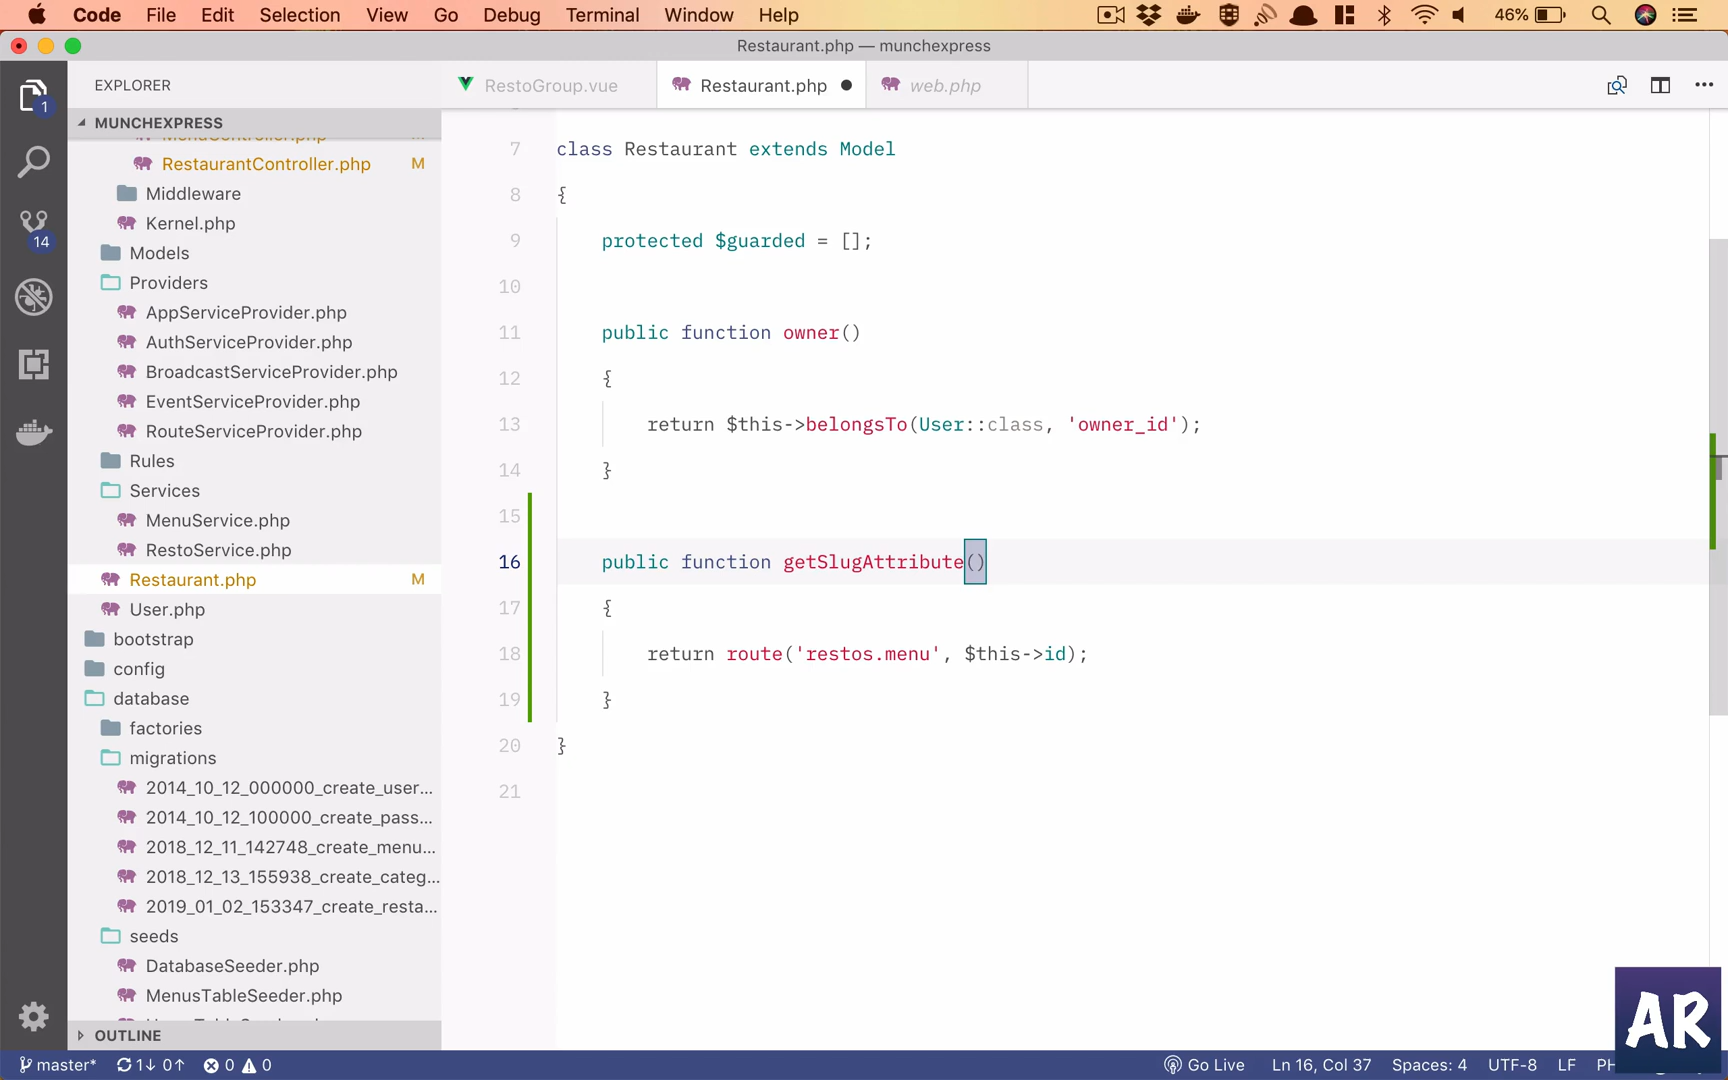 Code File Edit Selection View Go Debug Terminal Window Help 46%
Restaurant.php — munchexpress
EXPLORER
RestoGroup.vue
Restaurant.php
web.php
1
14
MUNCHEXPRESS
MenuController.php
RestaurantController.php M
Middleware
Kernel.php
Models
Providers
AppServiceProvider.php
AuthServiceProvider.php
BroadcastServiceProvider.php
EventServiceProvider.php
RouteServiceProvider.php
Rules
Services
MenuService.php
RestoService.php
Restaurant.php M
User.php
bootstrap
config
database
factories
migrations
2014_10_12_000000_create_user...
2014_10_12_100000_create_pass...
2018_12_11_142748_create_menu...
2018_12_13_155938_create_categ...
2019_01_02_153347_create_resta...
seeds
DatabaseSeeder.php
MenusTableSeeder.php
OUTLINE
7 class Restaurant extends Model
8 {
9 protected $guarded = [];
10
11 public function owner()
12 {
13 return $this->belongsTo(User::class, 'owner_id');
14 }
15
16 public function getSlugAttribute()
17 {
18 return route('restos.menu', $this->id);
19 }
20 }
21
AR
master* 1↓ 0↑ 0 0 Go Live Ln 16, Col 37 Spaces: 4 UTF-8 LF